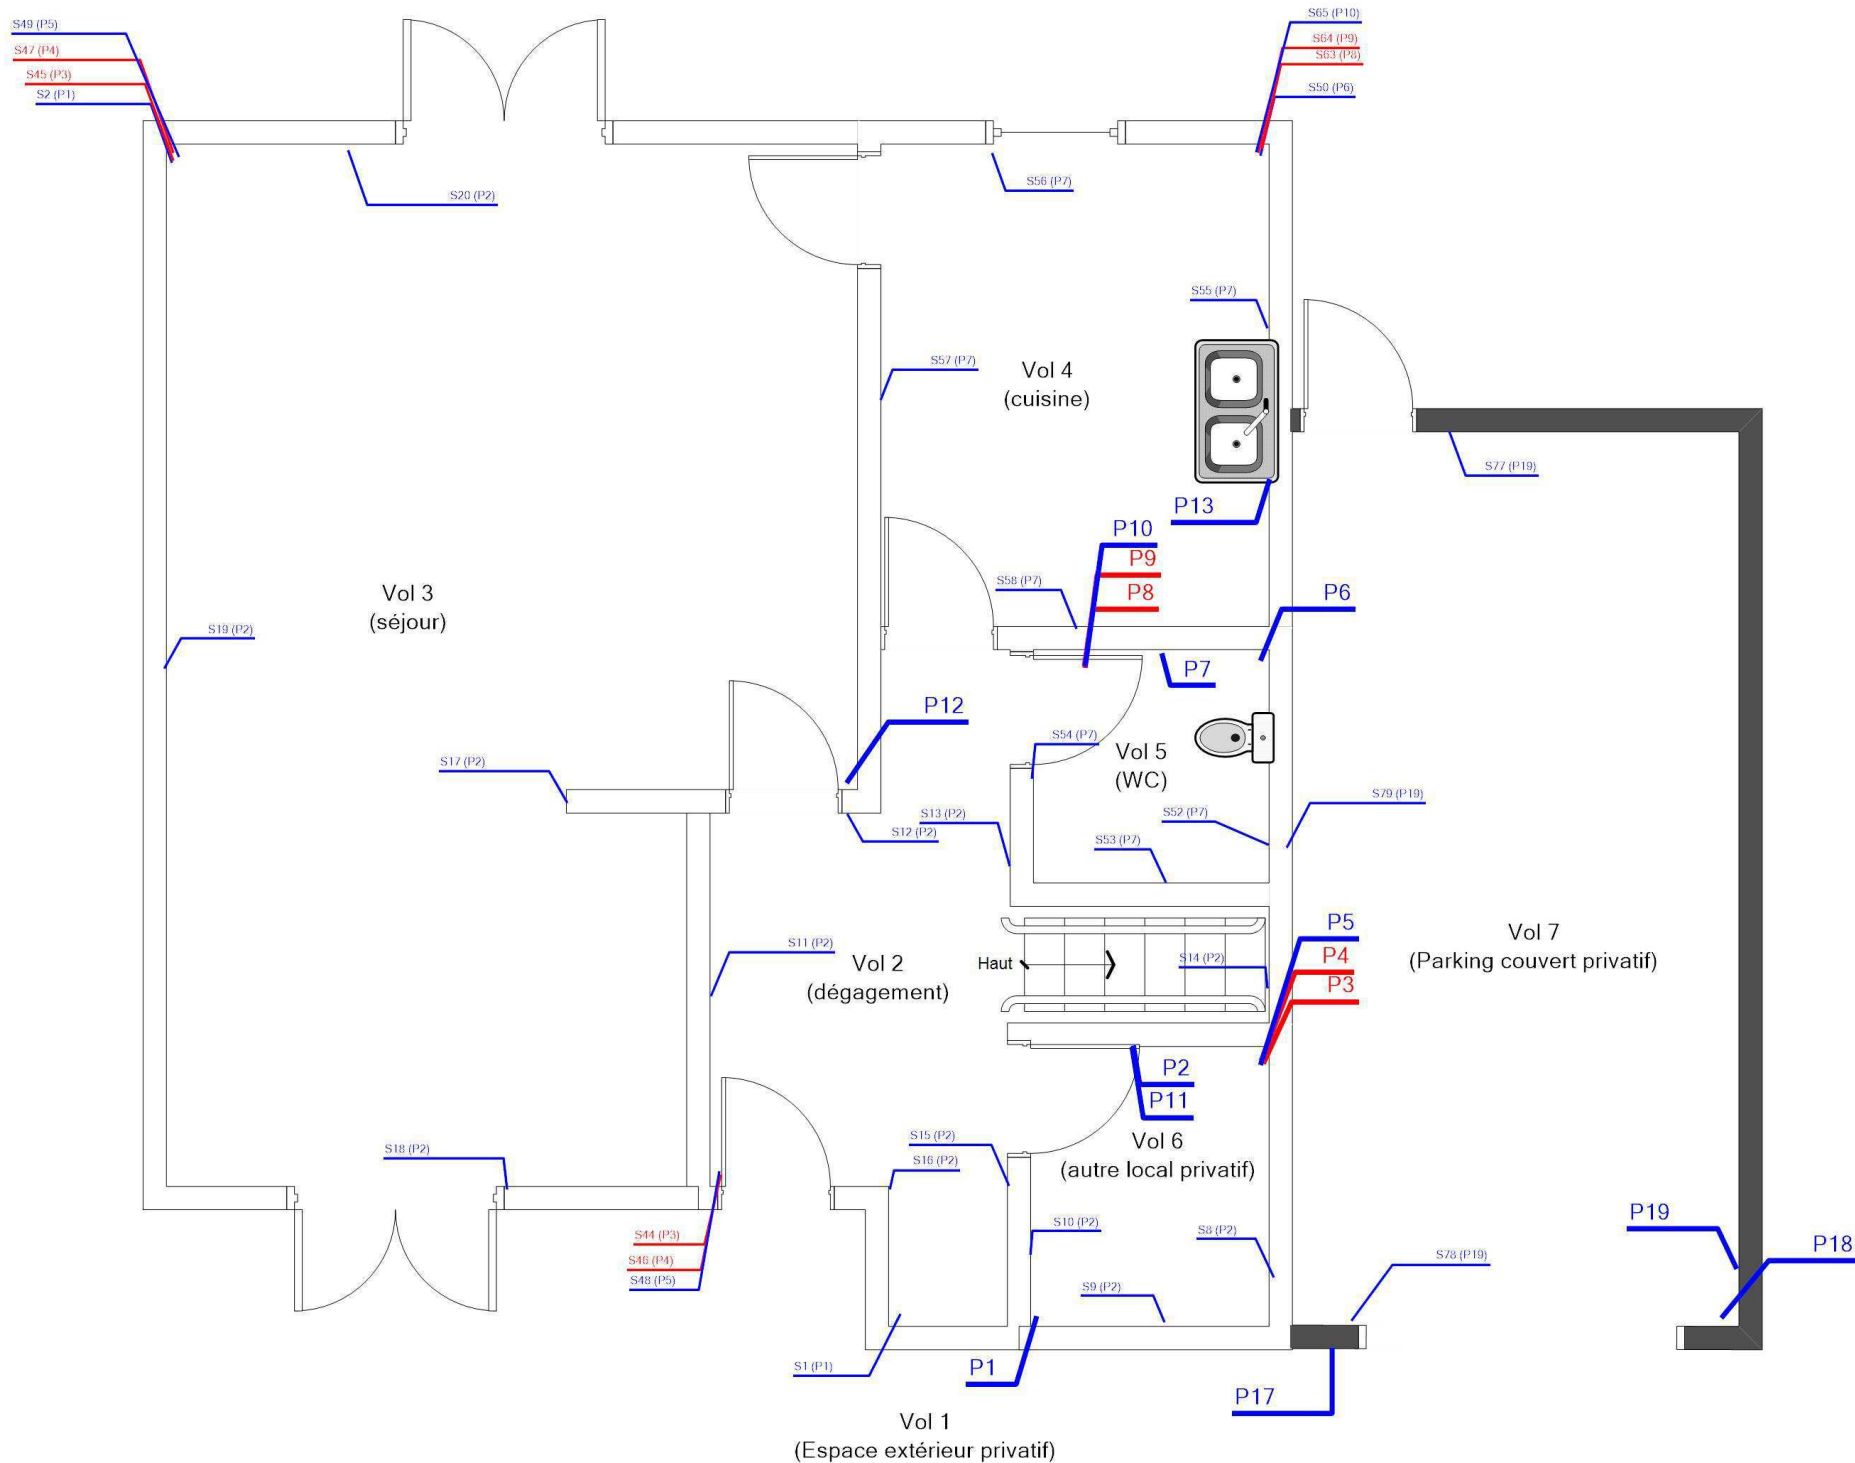 S49 (P5)
S47 (P4)
S45 (P3)
S2 (P1)
S65 (P10)
S64 (P9)
S63 (P8)
S50 (P6)
S20 (P2)
S56 (P7)
S55 (P7)
S57 (P7)
Vol 4
(cuisine)
S77 (P19)
P13
P10
P9
P8
S58 (P7)
P6
Vol 3
(séjour)
S19 (P2)
P7
P12
S54 (P7)
Vol 5
(WC)
S17 (P2)
S79 (P19)
S13 (P2)
S12 (P2)
S52 (P7)
S53 (P7)
P5
P4
P3
Vol 7
(Parking couvert privatif)
S11 (P2)
Vol 2
(dégagement)
Haut
S14 (P2)
P2
P11
S15 (P2)
S16 (P2)
Vol 6
(autre local privatif)
S18 (P2)
S10 (P2)
S8 (P2)
P19
P18
S44 (P3)
S46 (P4)
S48 (P5)
S78 (P19)
S9 (P2)
S1 (P1)
P1
P17
Vol 1
(Espace extérieur privatif)